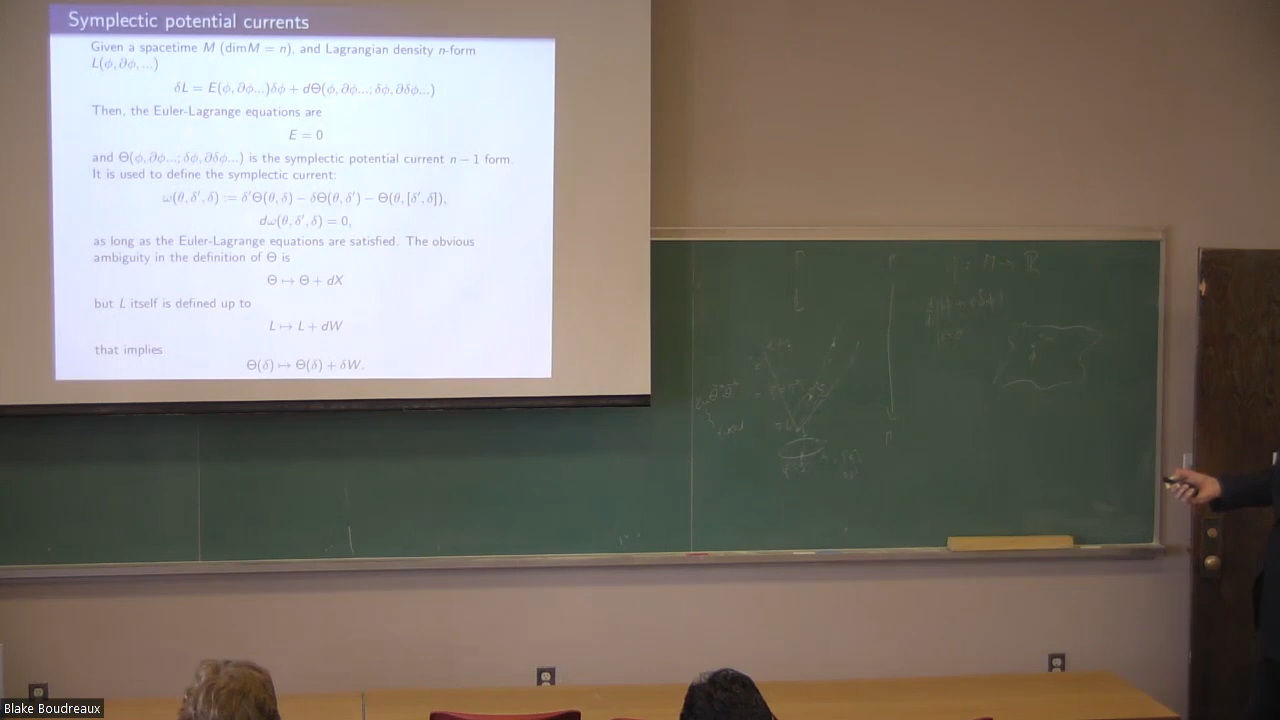 Symplectic potential currents
Given a spacetime M (dimM = n), and Lagrangian density n-form
L(ϕ, ∂ϕ, ...)
δL = E(ϕ, ∂ϕ...)δϕ + dΘ(ϕ, ∂ϕ...; δϕ, ∂δϕ...)
Then, the Euler-Lagrange equations are
E = 0
and Θ(ϕ, ∂ϕ...; δϕ, ∂δϕ...) is the symplectic potential current n − 1 form.
It is used to define the symplectic current:
ω(θ, δ′, δ) := δ′Θ(θ, δ) − δΘ(θ, δ′) − Θ(θ, [δ′, δ]),
dω(θ, δ′, δ) = 0,
as long as the Euler-Lagrange equations are satisfied. The obvious
ambiguity in the definition of Θ is
Θ ↦ Θ + dX
but L itself is defined up to
L ↦ L + dW
that implies
Θ(δ) ↦ Θ(δ) + δW.
Blake Boudreaux